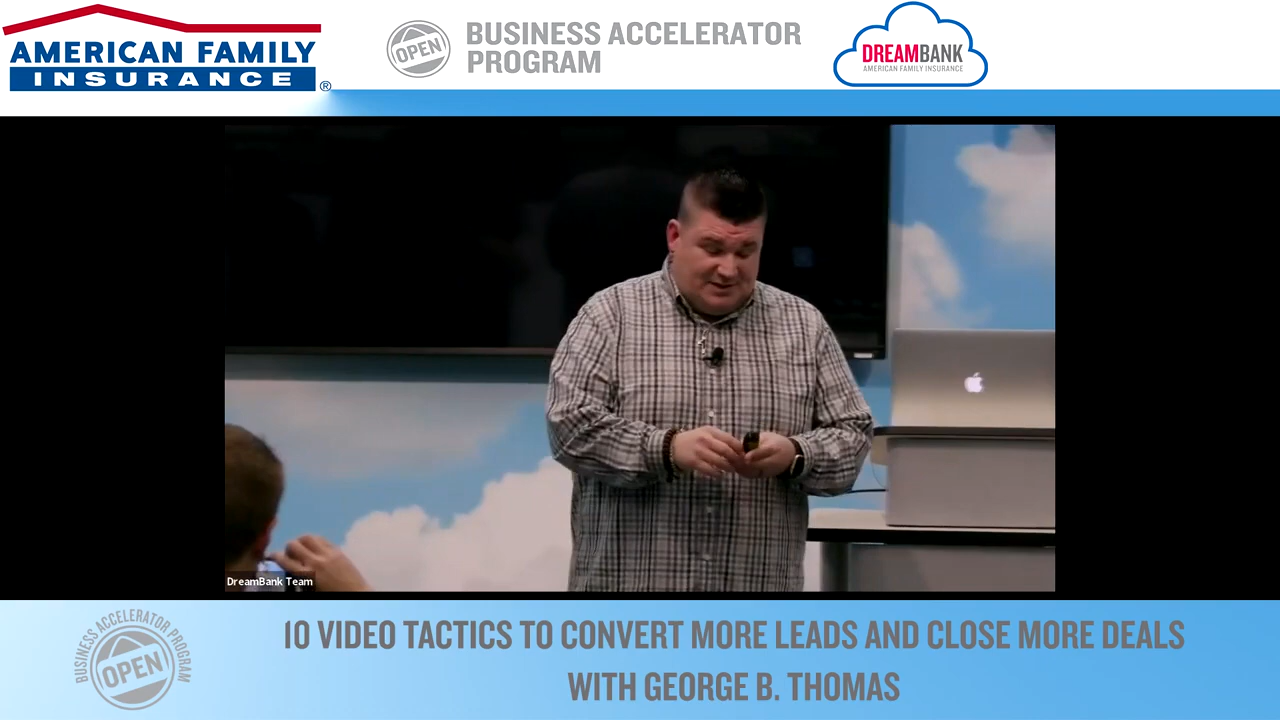 AMERICAN FAMILY
INSURANCE ®
OPEN
BUSINESS ACCELERATOR
PROGRAM
DREAMBANK
AMERICAN FAMILY INSURANCE
DreamBank Team
BUSINESS ACCELERATOR PROGRAM
OPEN
10 VIDEO TACTICS TO CONVERT MORE LEADS AND CLOSE MORE DEALS
WITH GEORGE B. THOMAS